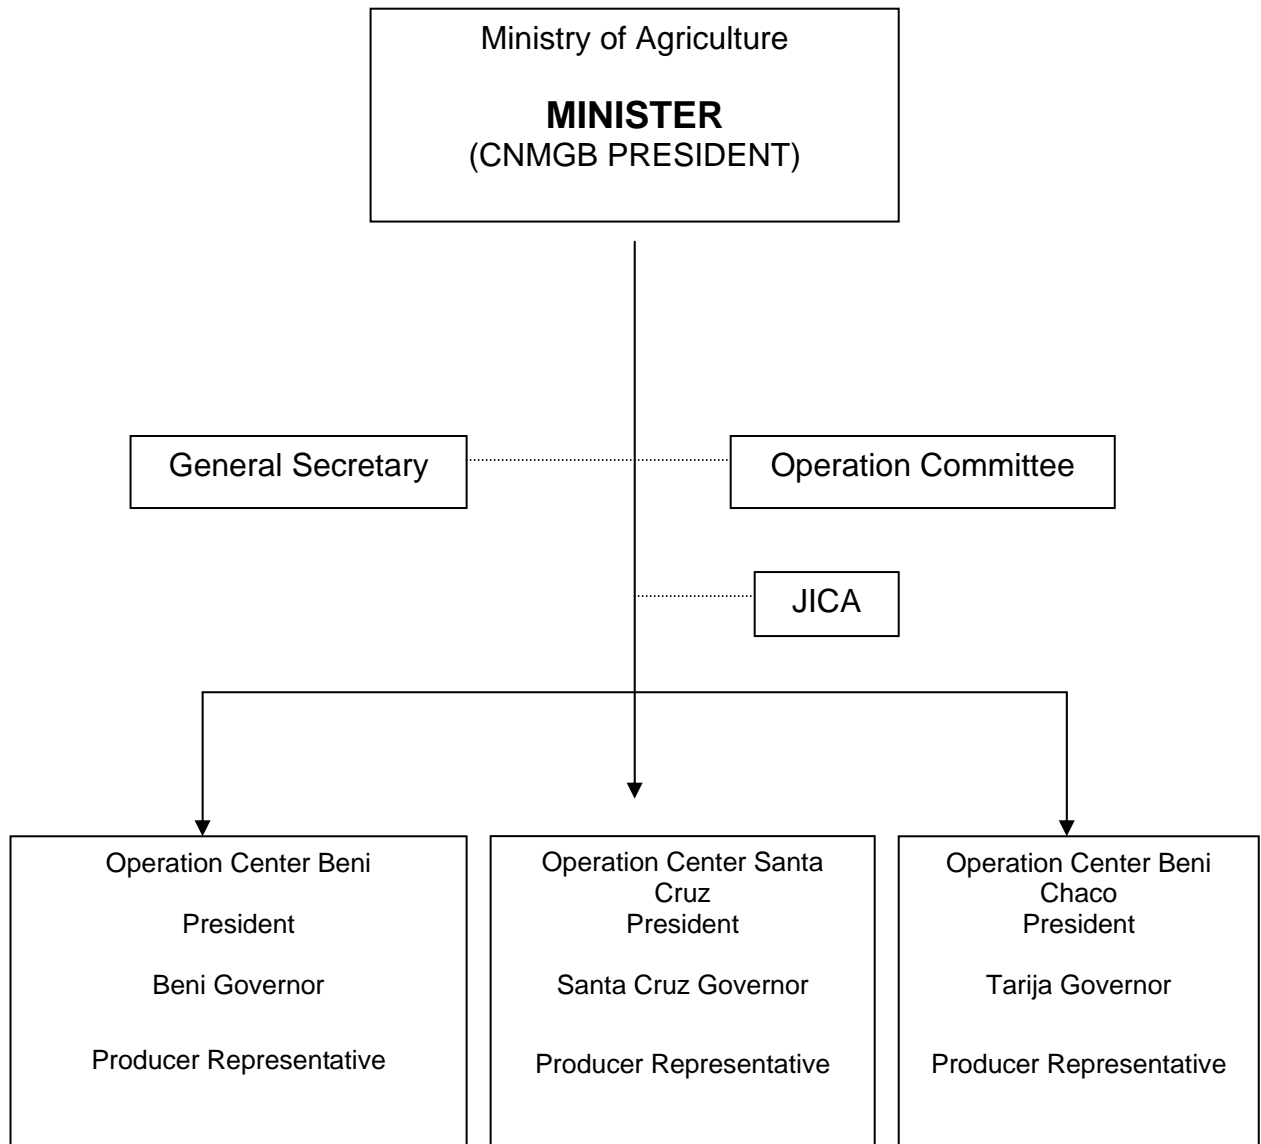 Ministry of Agriculture
MINISTER
(CNMGB PRESIDENT)
General Secretary
Operation Committee
JICA
Operation Center Beni
President
Beni Governor
Producer Representative
Operation Center Santa
Cruz
President
Santa Cruz Governor
Producer Representative
Operation Center Beni
Chaco
President
Tarija Governor
Producer Representative